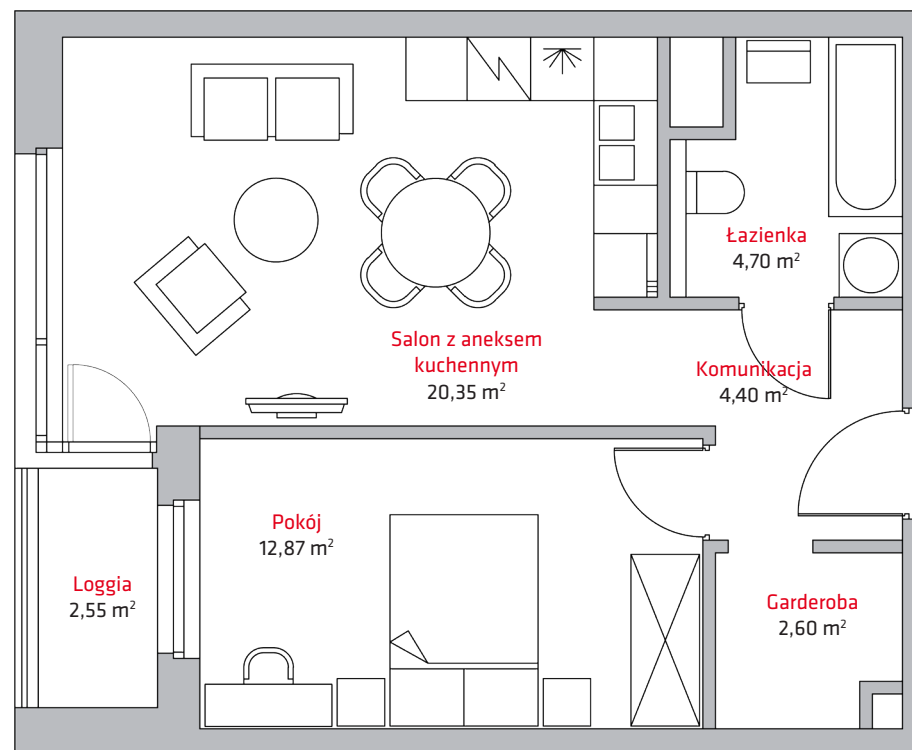 Łazienka
4,70 m²
Salon z aneksem
kuchennym
20,35 m²
Komunikacja
4,40 m²
Pokój
12,87 m²
Loggia
2,55 m²
Garderoba
2,60 m²